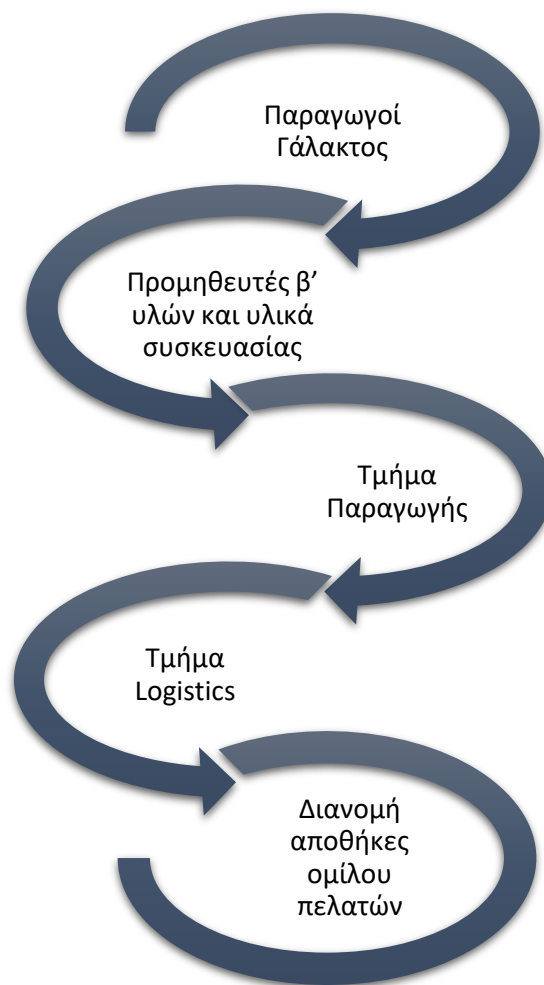 Παραγωγοί
Γάλακτος
Προμηθευτές β’
υλών και υλικά
συσκευασίας
Τμήμα
Παραγωγής
Τμήμα
Logistics
Διανομή
αποθήκες
ομίλου
πελατών